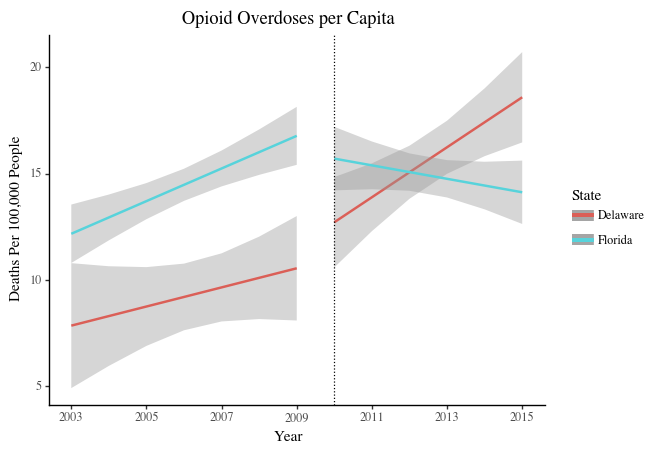 Opioid Overdoses per Capita
Deaths Per 100,000 People
20
15
10
5
2003 2005 2007 2009 2011 2013 2015
Year
State
Delaware
Florida